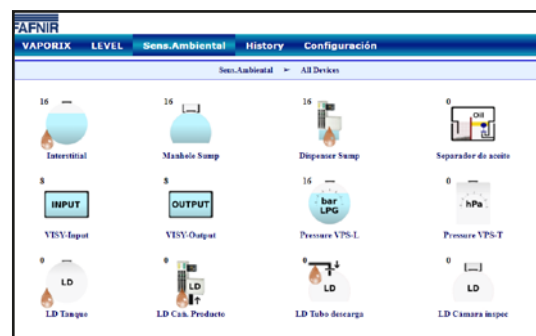 FAFNIR
VAPORIX LEVEL Sens.Ambiental History Configuración
Sens.Ambiental ➤ All Devices
16 16 16 0
Oil
Interstitial Manhole Sump Dispenser Sump Separador de aceite
8 8 16 0
INPUT OUTPUT bar LPG hPa
VISY-Input VISY-Output Pressure VPS-L Pressure VPS-T
0 0 0 0
LD LD LD LD
LD Tanque LD Cañ. Producto LD Tubo descarga LD Cámara inspec